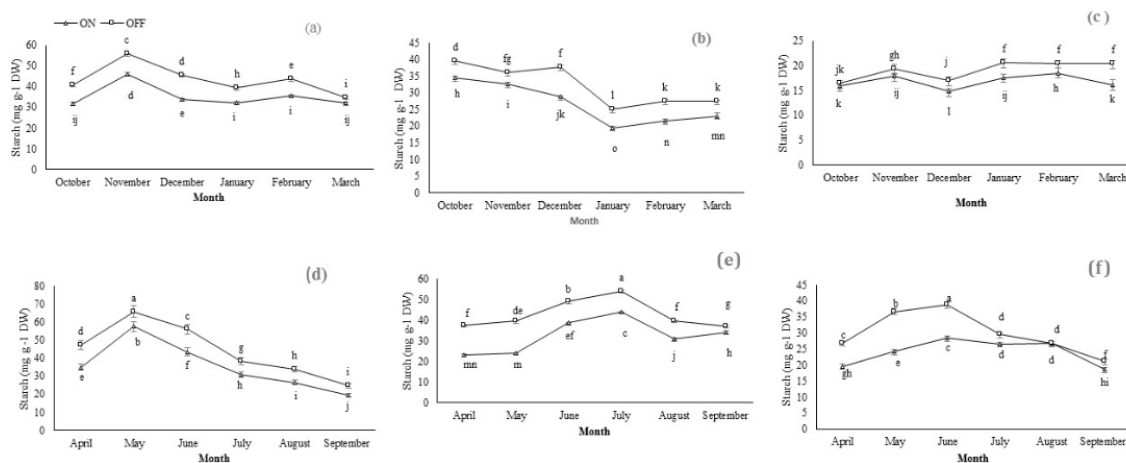 ON OFF
(a)
Starch (mg g-1 DW)
60
50
40
30
20
10
0
f c d h e i
ij d e i i ij
October November December January February March
Month
(b)
Starch (mg g-1 DW)
45
40
35
30
25
20
15
10
5
0
d fg f l k k
h i jk o n mn
October November December January February March
Month
(c)
Starch (mg g-1 DW)
25
20
15
10
5
0
jk gh j f f f
k ij l ij h k
October November December January February March
Month
(d)
Starch (mg g -1 DW)
80
70
60
50
40
30
20
10
0
d a c g h i
e b f h i j
April May June July August September
Month
(e)
Starch (mg g-1 DW)
60
50
40
30
20
10
0
f de b a f g
mn m ef c j h
April May June July August September
Month
(f)
Starch (mg g-1 DW)
45
40
35
30
25
20
15
10
5
0
c b a d d f
gh e c d d hi
April May June July August September
Month